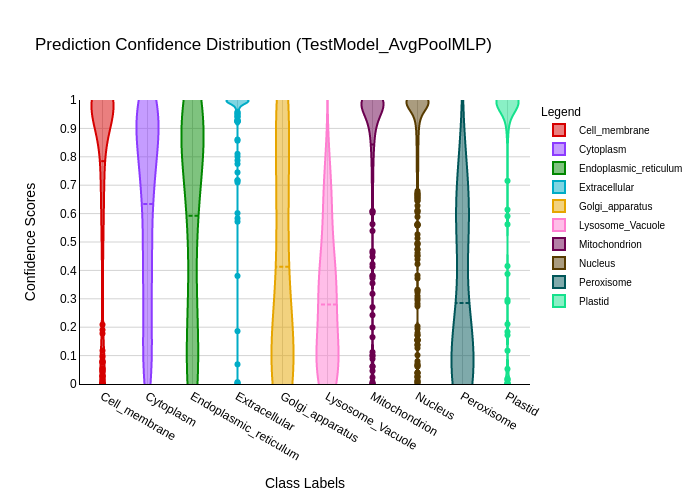 Prediction Confidence Distribution (TestModel_AvgPoolMLP)
Legend
Cell_membrane
Cytoplasm
Endoplasmic_reticulum
Extracellular
Golgi_apparatus
Lysosome_Vacuole
Mitochondrion
Nucleus
Peroxisome
Plastid
Confidence Scores
1
0.9
0.8
0.7
0.6
0.5
0.4
0.3
0.2
0.1
0
Cell_membrane
Cytoplasm
Endoplasmic_reticulum
Extracellular
Golgi_apparatus
Lysosome_Vacuole
Mitochondrion
Nucleus
Peroxisome
Plastid
Class Labels